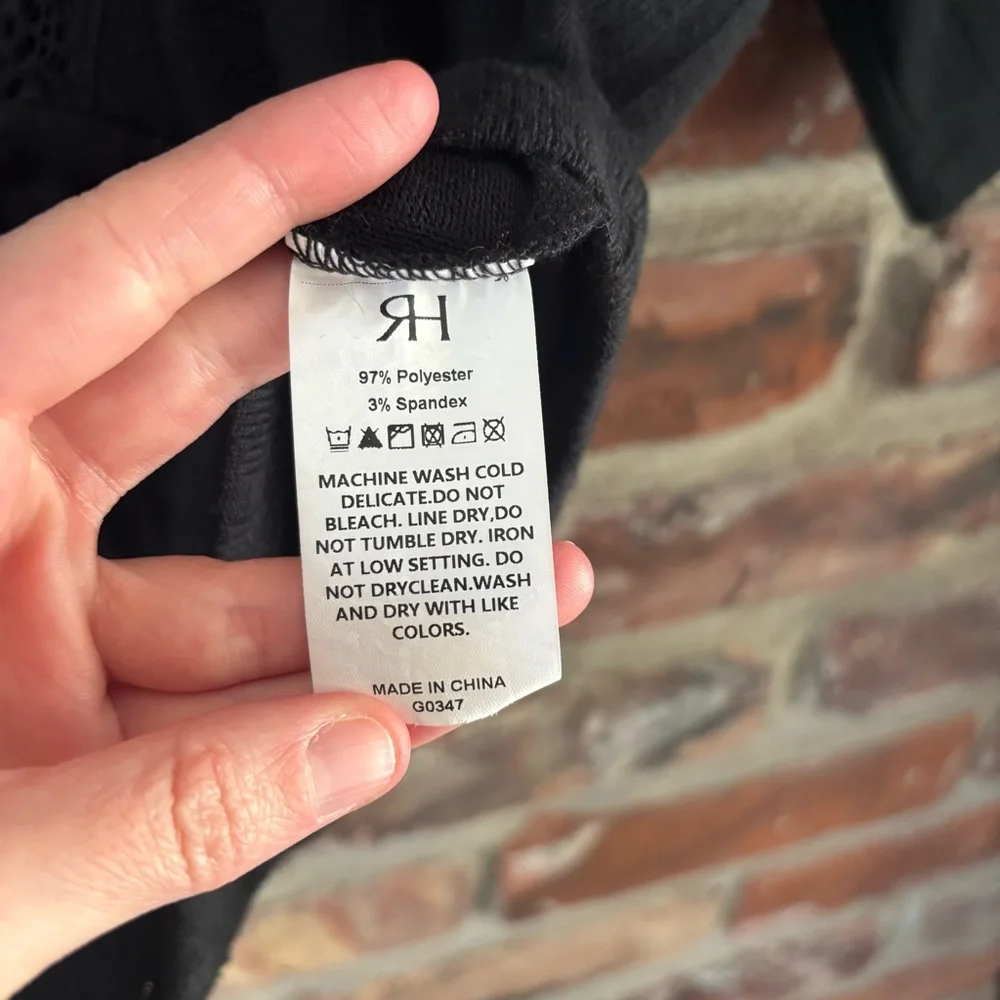 ЯH
97% Polyester
3% Spandex
MACHINE WASH COLD
DELICATE.DO NOT
BLEACH. LINE DRY,DO
NOT TUMBLE DRY. IRON
AT LOW SETTING. DO
NOT DRYCLEAN.WASH
AND DRY WITH LIKE
COLORS.
MADE IN CHINA
G0347